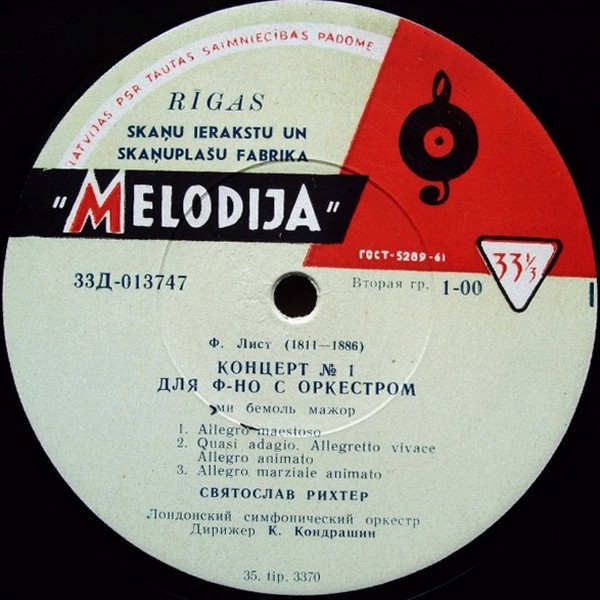 LATVIJAS PSR TAUTAS SAIMNIECĪBAS PADOME
RĪGAS
SKAŅU IERAKSTU UN
SKAŅUPLAŠU FABRIKA
"MELODIJA"
ГОСТ-5289-61
33⅓
33Д-013747
Вторая гр. 1-00
Ф. Лист (1811—1886)
КОНЦЕРТ № 1
ДЛЯ Ф-НО С ОРКЕСТРОМ
ми бемоль мажор
1. Allegro maestoso
2. Quasi adagio. Allegretto vivace
Allegro animato
3. Allegro marziale animato
СВЯТОСЛАВ РИХТЕР
Лондонский симфонический оркестр
Дирижер К. Кондрашин
35. tip. 3370